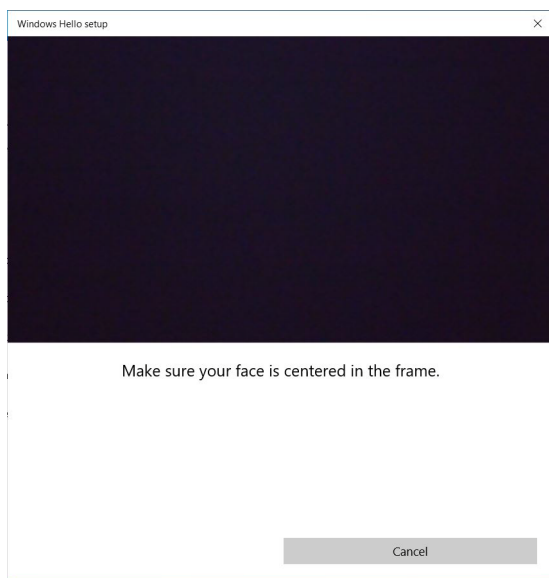 Windows Hello setup
Make sure your face is centered in the frame.
Cancel